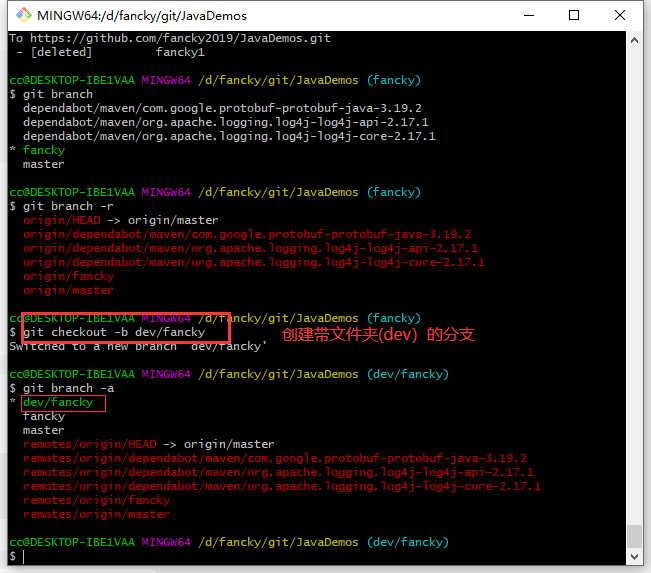 MINGW64:/d/fancky/git/JavaDemos
To https://github.com/fancky2019/JavaDemos.git
- [deleted] fancky1
cc@DESKTOP-IBE1VAA MINGW64 /d/fancky/git/JavaDemos (fancky)
$ git branch
dependabot/maven/com.google.protobuf-protobuf-java-3.19.2
dependabot/maven/org.apache.logging.log4j-log4j-api-2.17.1
dependabot/maven/org.apache.logging.log4j-log4j-core-2.17.1
* fancky
master
cc@DESKTOP-IBE1VAA MINGW64 /d/fancky/git/JavaDemos (fancky)
$ git branch -r
origin/HEAD -> origin/master
origin/dependabot/maven/com.google.protobuf-protobuf-java-3.19.2
origin/dependabot/maven/org.apache.logging.log4j-log4j-api-2.17.1
origin/dependabot/maven/org.apache.logging.log4j-log4j-core-2.17.1
origin/fancky
origin/master
cc@DESKTOP-IBE1VAA MINGW64 /d/fancky/git/JavaDemos (fancky)
$ git checkout -b dev/fancky 创建带文件夹(dev）的分支
Switched to a new branch 'dev/fancky'
cc@DESKTOP-IBE1VAA MINGW64 /d/fancky/git/JavaDemos (dev/fancky)
$ git branch -a
* dev/fancky
fancky
master
remotes/origin/HEAD -> origin/master
remotes/origin/dependabot/maven/com.google.protobuf-protobuf-java-3.19.2
remotes/origin/dependabot/maven/org.apache.logging.log4j-log4j-api-2.17.1
remotes/origin/dependabot/maven/org.apache.logging.log4j-log4j-core-2.17.1
remotes/origin/fancky
remotes/origin/master
cc@DESKTOP-IBE1VAA MINGW64 /d/fancky/git/JavaDemos (dev/fancky)
$